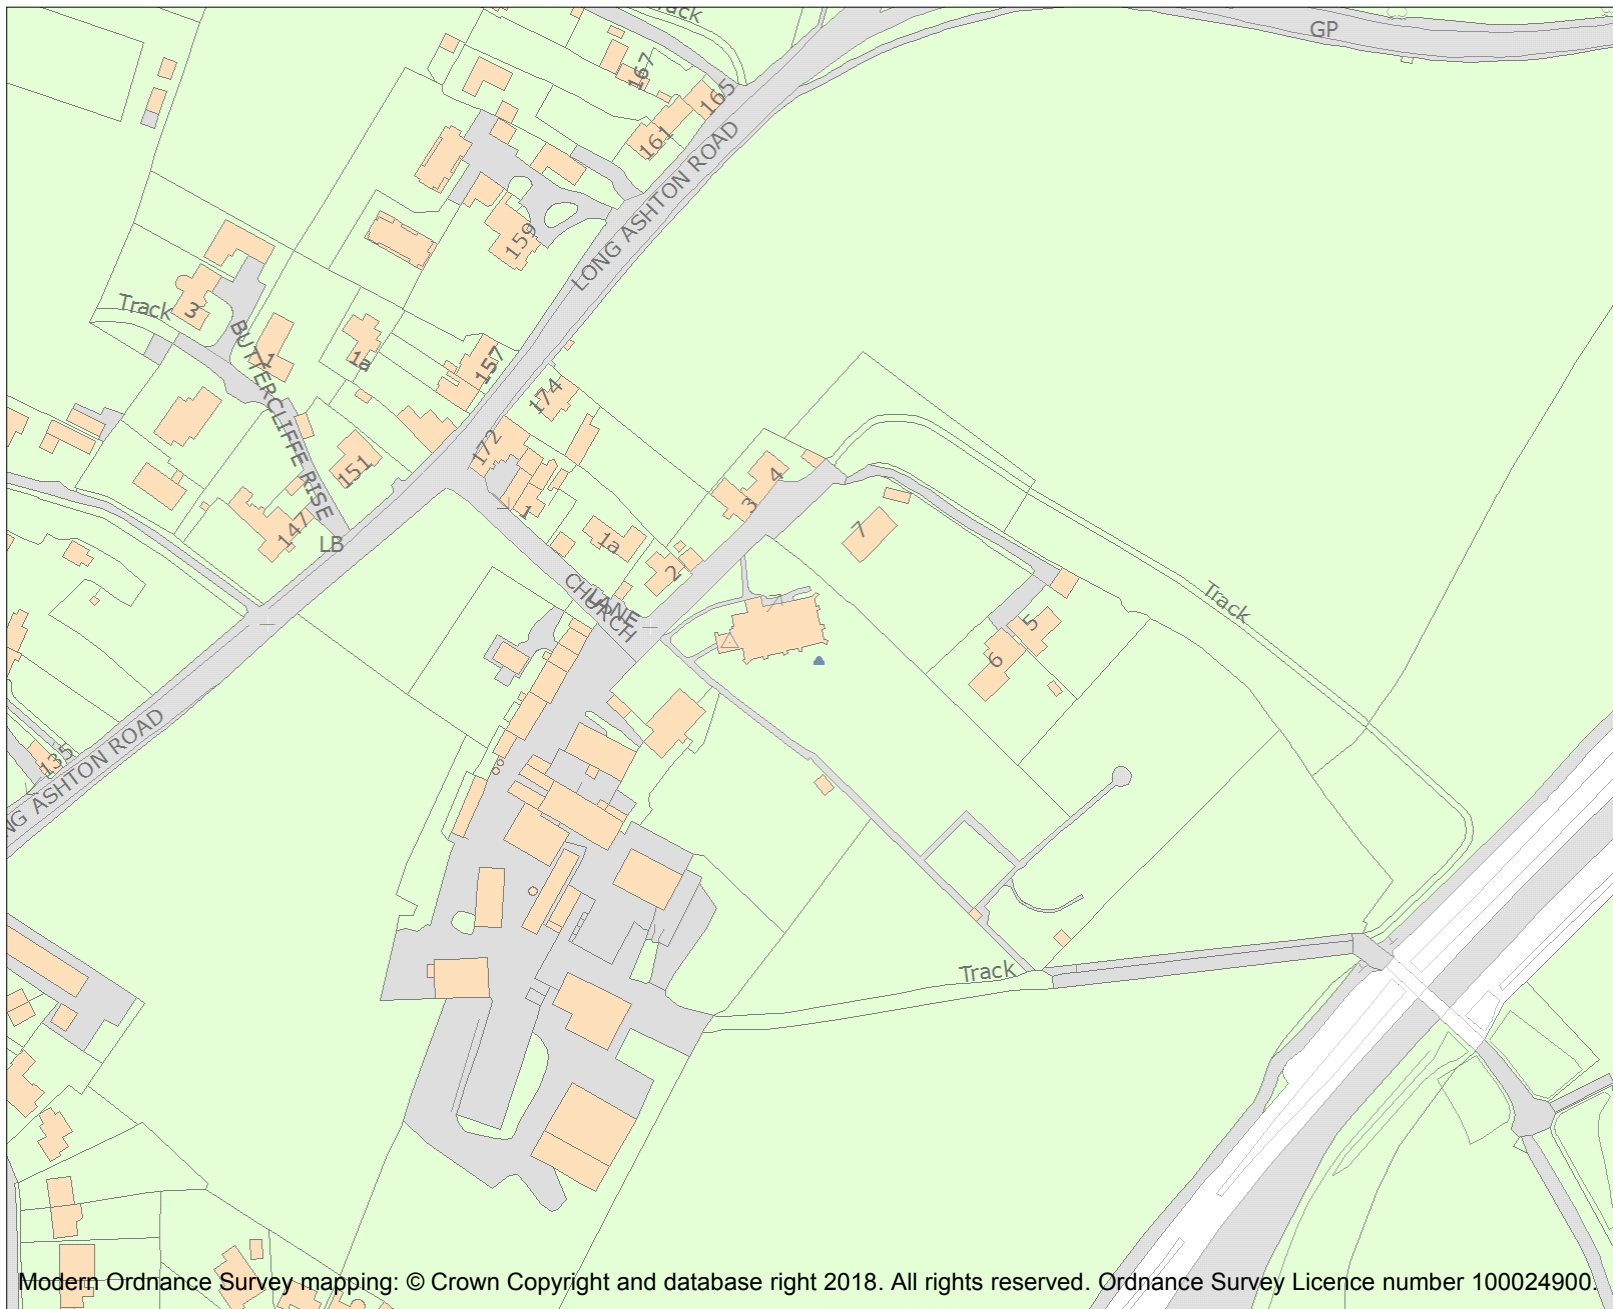 Track
GP
167
165
161
LONG ASHTON ROAD
159
Track
3
BUTTERCLIFFE RISE
1
1a
157
174
172
151
147
LB
1
1a
2
3
4
7
CHURCH
LANE
5
6
Track
135
NG ASHTON ROAD
Track
Modern Ordnance Survey mapping: © Crown Copyright and database right 2018. All rights reserved. Ordnance Survey Licence number 100024900.